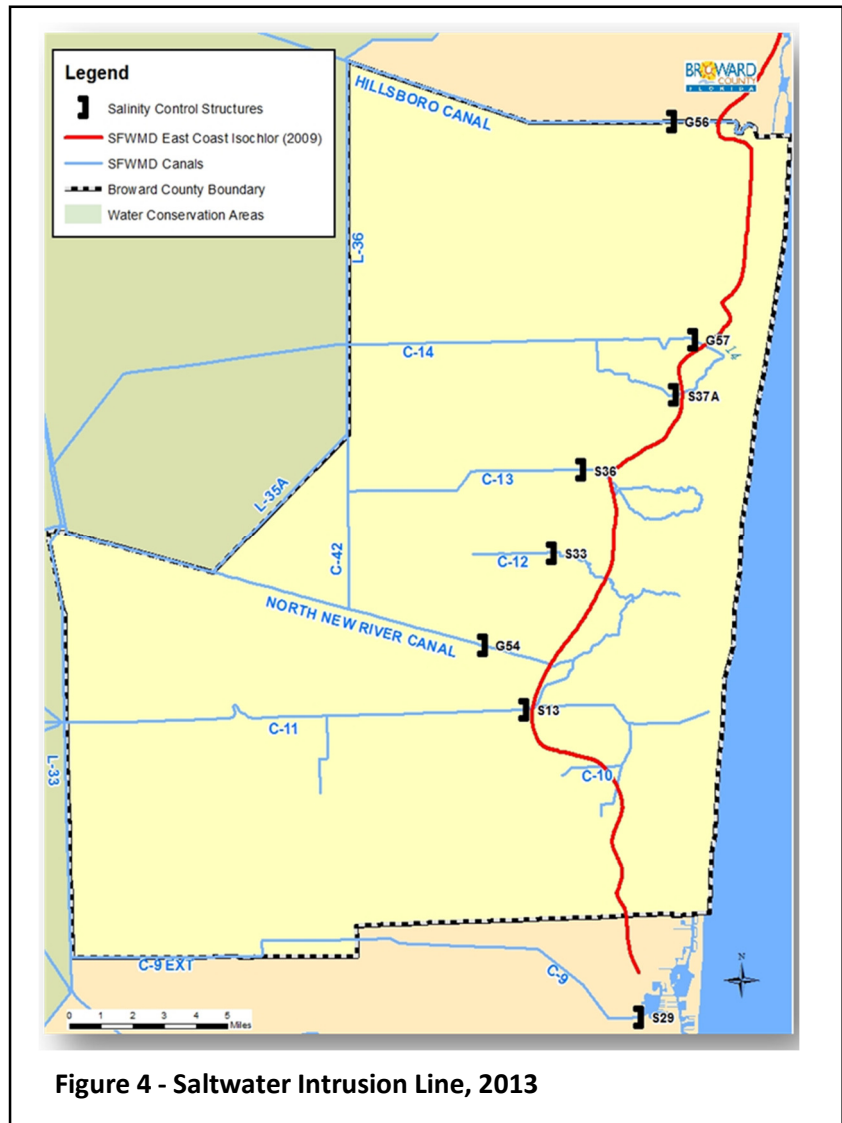 Legend
Salinity Control Structures
SFWMD East Coast Isochlor (2009)
SFWMD Canals
Broward County Boundary
Water Conservation Areas
BROWARD
COUNTY
FLORIDA
HILLSBORO CANAL
G56
L-36
C-14
G57
14
S37A
L-35A
C-13
S36
C-42
C-12
S33
NORTH NEW RIVER CANAL
G54
S13
C-11
L-33
C-10
C-9 EXT
C-9
S29
N
0 1 2 3 4 5
Miles
Figure 4 - Saltwater Intrusion Line, 2013